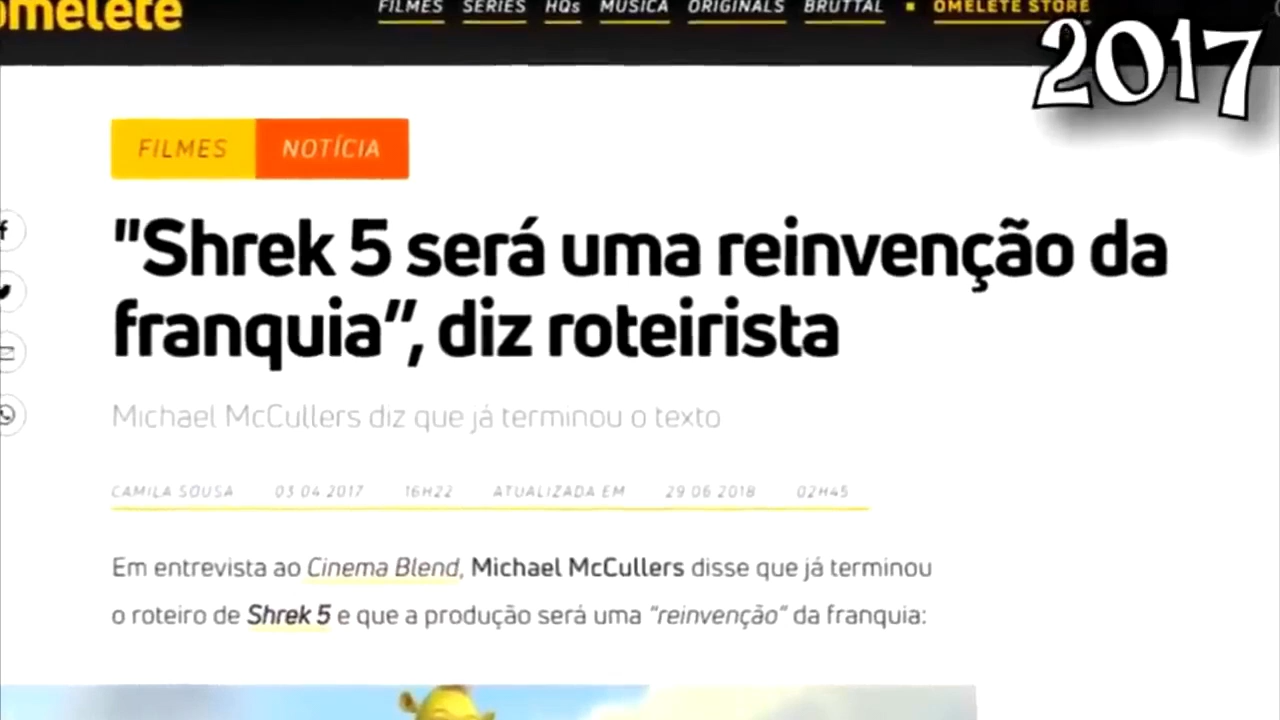 omelete
FILMES SÉRIES HQs MÚSICA ORIGINALS BRUTTAL OMELETE STORE
2017
FILMES NOTÍCIA
"Shrek 5 será uma reinvenção da
franquia”, diz roteirista
Michael McCullers diz que já terminou o texto
CAMILA SOUSA 03.04.2017 16H22 ATUALIZADA EM 29.06.2018 02H45
Em entrevista ao Cinema Blend, Michael McCullers disse que já terminou
o roteiro de Shrek 5 e que a produção será uma “reinvenção” da franquia: